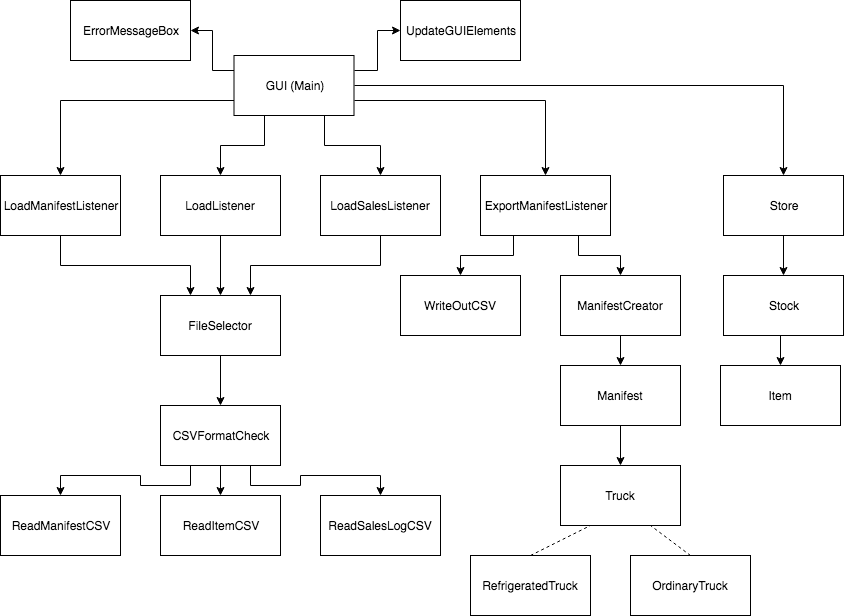 ErrorMessageBox
UpdateGUIElements
GUI (Main)
LoadManifestListener
LoadListener
LoadSalesListener
ExportManifestListener
Store
FileSelector
WriteOutCSV
ManifestCreator
Stock
CSVFormatCheck
Manifest
Item
ReadManifestCSV
ReadItemCSV
ReadSalesLogCSV
Truck
RefrigeratedTruck
OrdinaryTruck